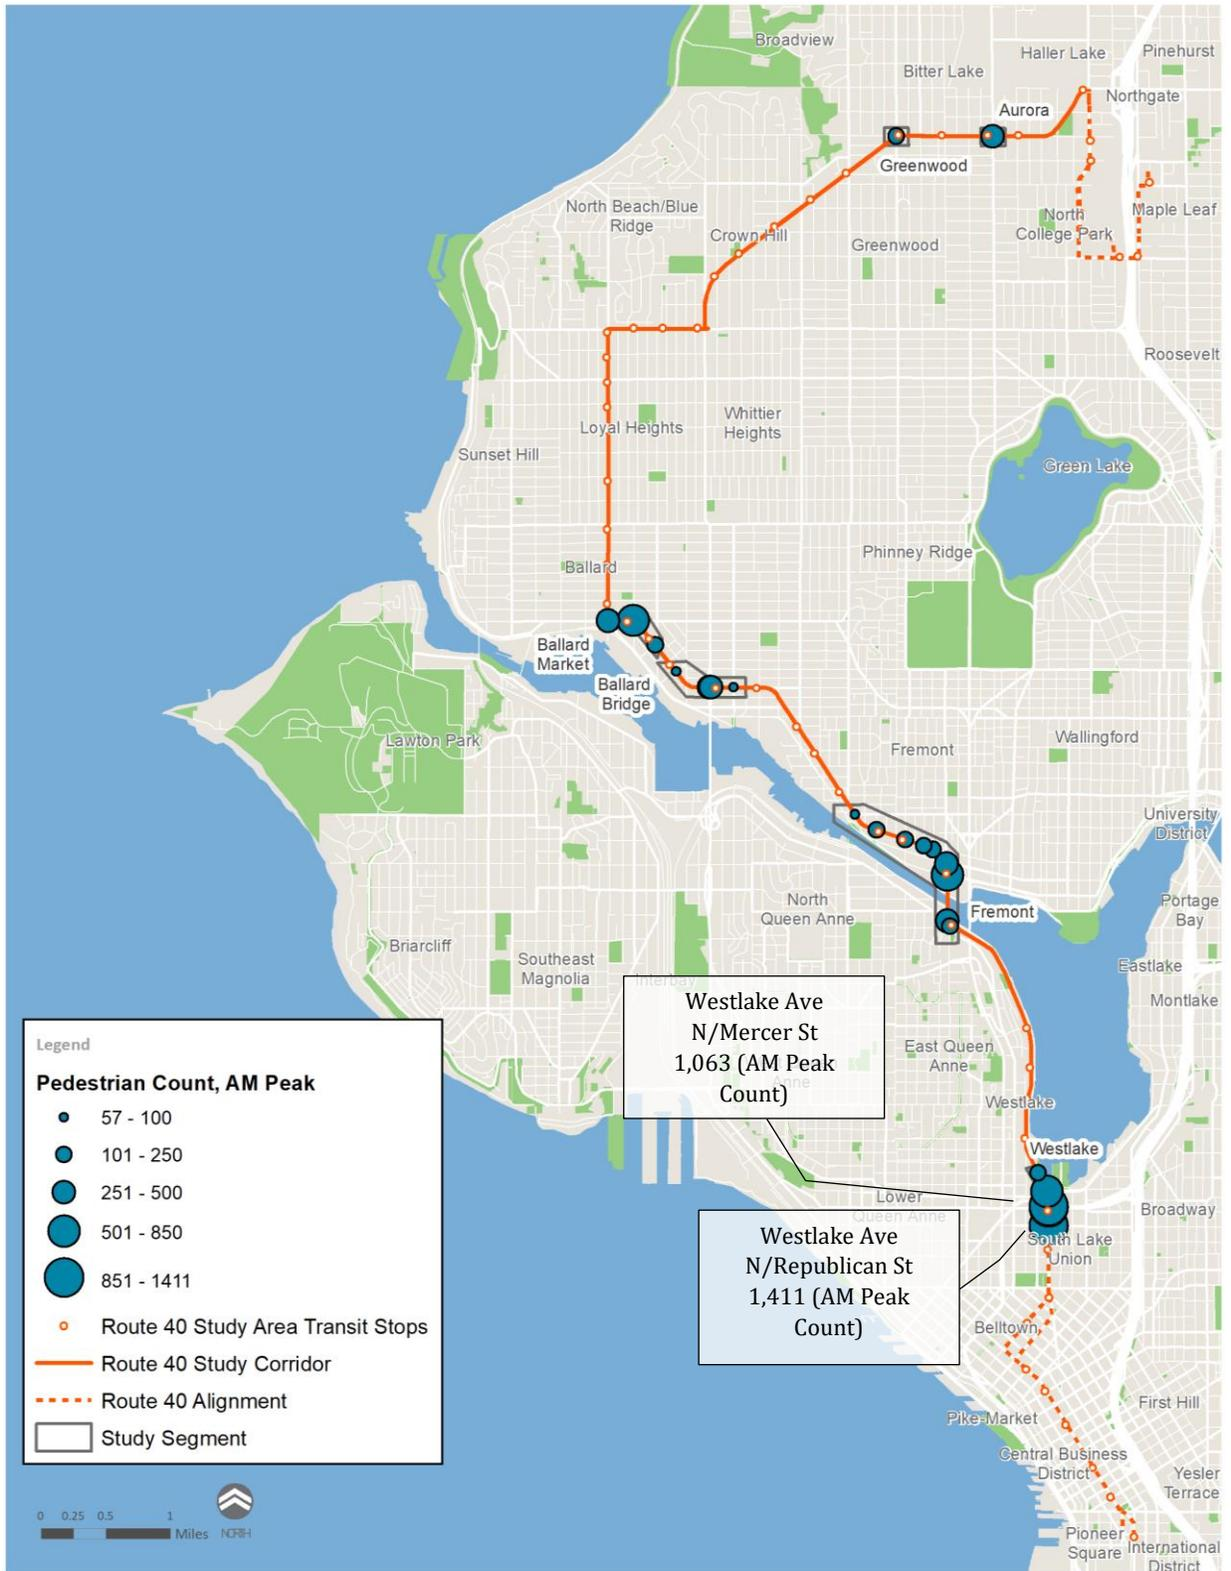 Broadview
Haller Lake
Pinehurst
Bitter Lake
Northgate
Aurora
Greenwood
North Beach/Blue
Ridge
North
College Park
Maple Leaf
Crown Hill
Greenwood
Roosevelt
Whittier
Heights
Loyal Heights
Sunset Hill
Green Lake
Phinney Ridge
Ballard
Ballard
Market
Ballard
Bridge
Lawton Park
Fremont
Wallingford
University
District
North
Queen Anne
Fremont
Portage
Bay
Briarcliff
Southeast
Magnolia
Interbay
Eastlake
Montlake
Westlake Ave
N/Mercer St
1,063 (AM Peak
Count)
Anne
East Queen
Anne
Westlake
Westlake
Lower
Queen Anne
Broadway
Westlake Ave
N/Republican St
1,411 (AM Peak
Count)
South Lake
Union
Belltown
First Hill
Pike-Market
Central Business
District
Yesler
Terrace
Pioneer
Square
International
District
Legend
Pedestrian Count, AM Peak
57 - 100
101 - 250
251 - 500
501 - 850
851 - 1411
Route 40 Study Area Transit Stops
Route 40 Study Corridor
Route 40 Alignment
Study Segment
0 0.25 0.5 1
Miles
NORTH